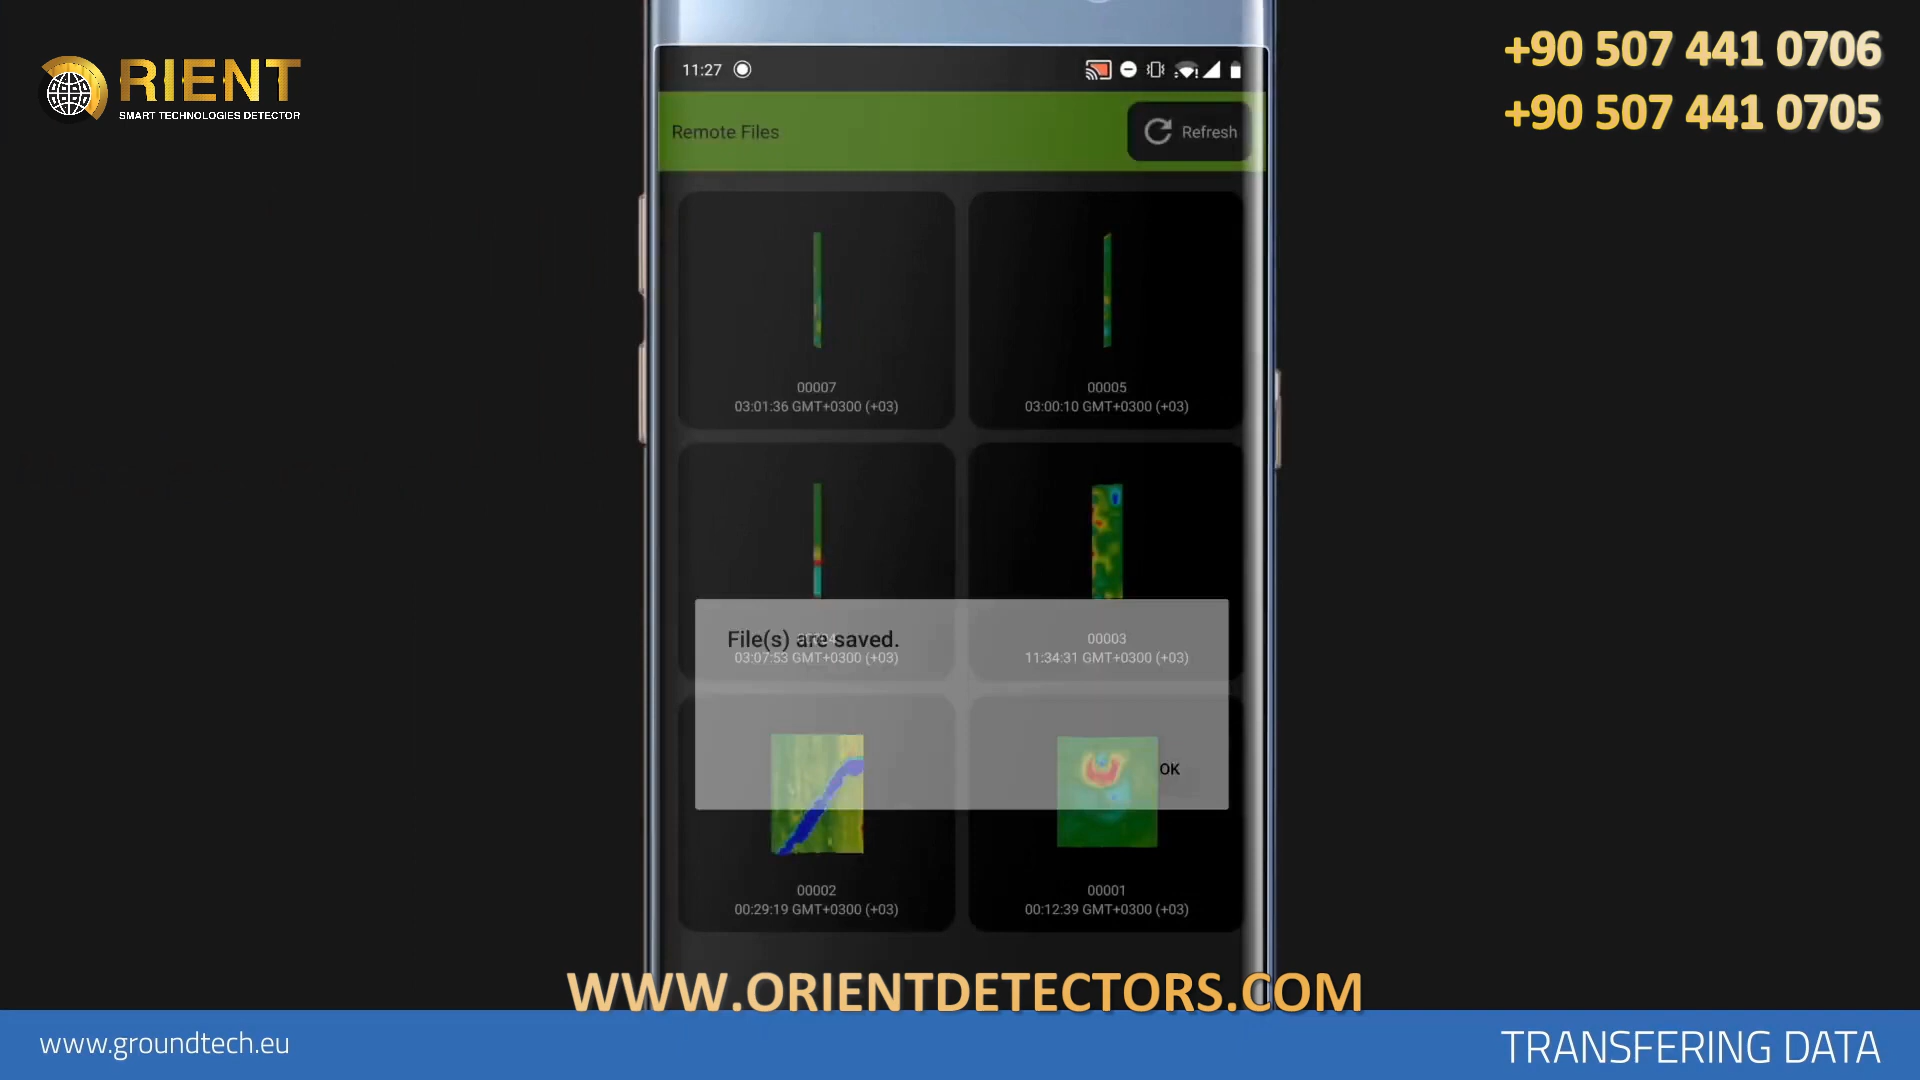 RIENT
SMART TECHNOLOGIES DETECTOR
+90 507 441 0706
+90 507 441 0705
11:27
Remote Files
Refresh
00007
03:01:36 GMT+0300 (+03)
00005
03:00:10 GMT+0300 (+03)
File(s) are saved.
03:07:53 GMT+0300 (+03)
00003
11:34:31 GMT+0300 (+03)
OK
00002
00:29:19 GMT+0300 (+03)
00001
00:12:39 GMT+0300 (+03)
WWW.ORIENTDETECTORS.COM
www.groundtech.eu
TRANSFERING DATA